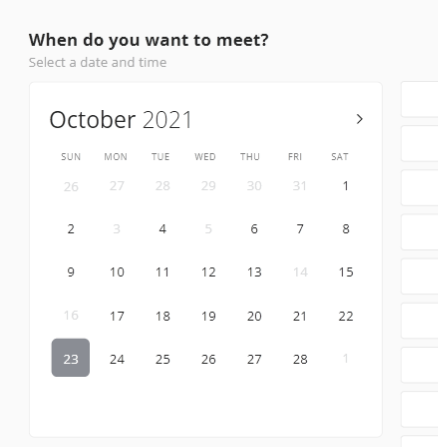 When do you want to meet?
Select a date and time
October 2021 >
SUN MON TUE WED THU FRI SAT
26 27 28 29 30 31 1
2 3 4 5 6 7 8
9 10 11 12 13 14 15
16 17 18 19 20 21 22
23 24 25 26 27 28 1